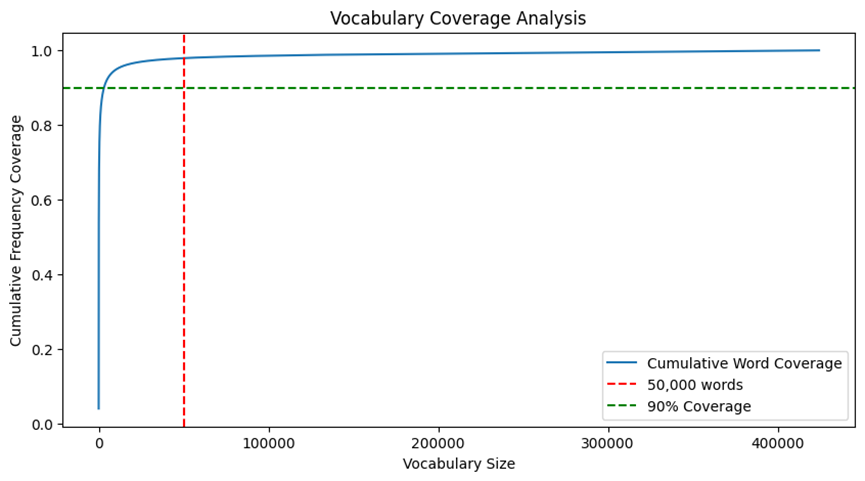 Vocabulary Coverage Analysis
Cumulative Frequency Coverage
1.0
0.8
0.6
0.4
0.2
0.0
0
100000
200000
300000
400000
Vocabulary Size
Cumulative Word Coverage
50,000 words
90% Coverage